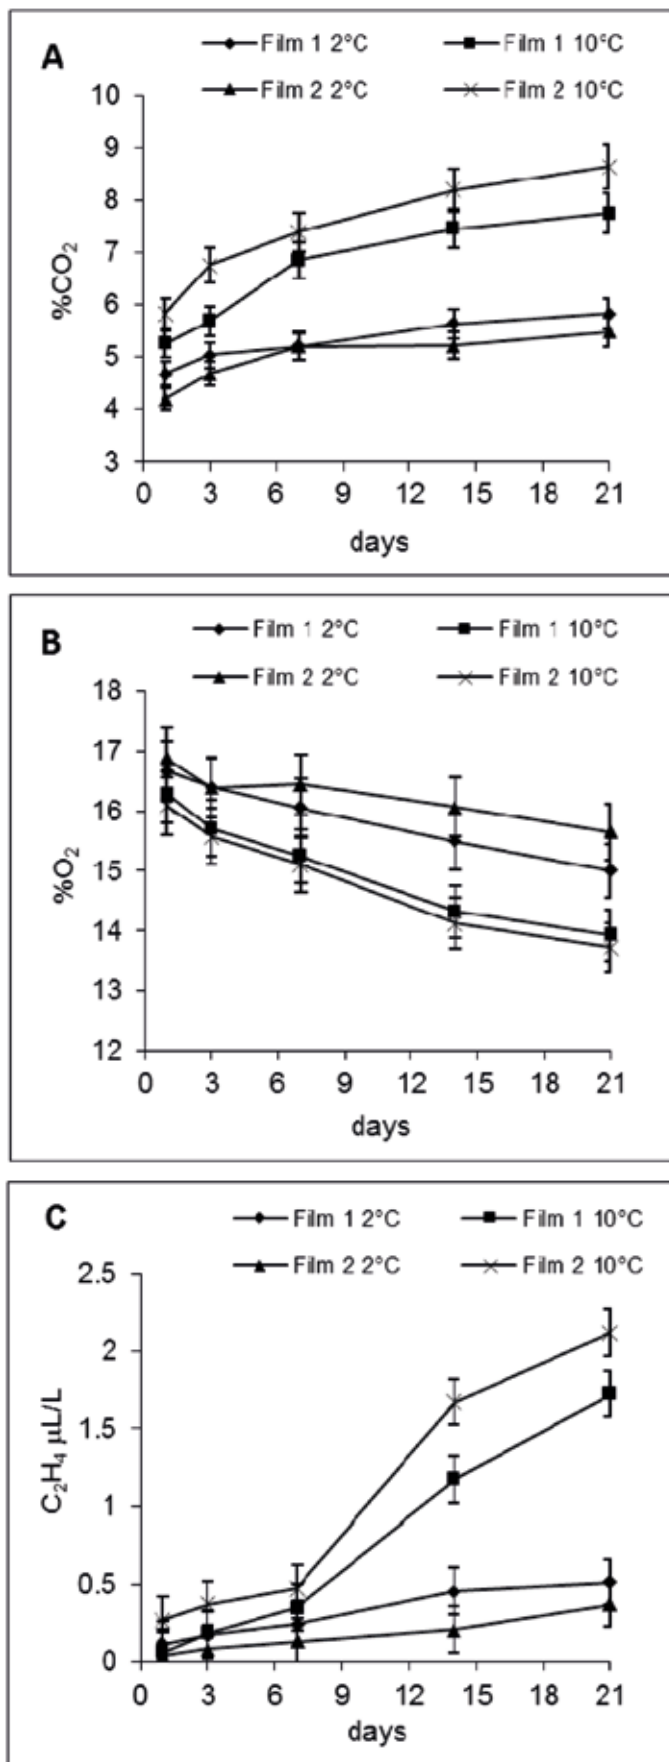 A
Film 1 2°C
Film 1 10°C
Film 2 2°C
Film 2 10°C
10
9
8
7
6
5
4
3
%CO₂
0 3 6 9 12 15 18 21
days
B
Film 1 2°C
Film 1 10°C
Film 2 2°C
Film 2 10°C
18
17
16
15
14
13
12
%O₂
0 3 6 9 12 15 18 21
days
C
Film 1 2°C
Film 1 10°C
Film 2 2°C
Film 2 10°C
2.5
2
1.5
1
0.5
0
C₂H₄ µL/L
0 3 6 9 12 15 18 21
days